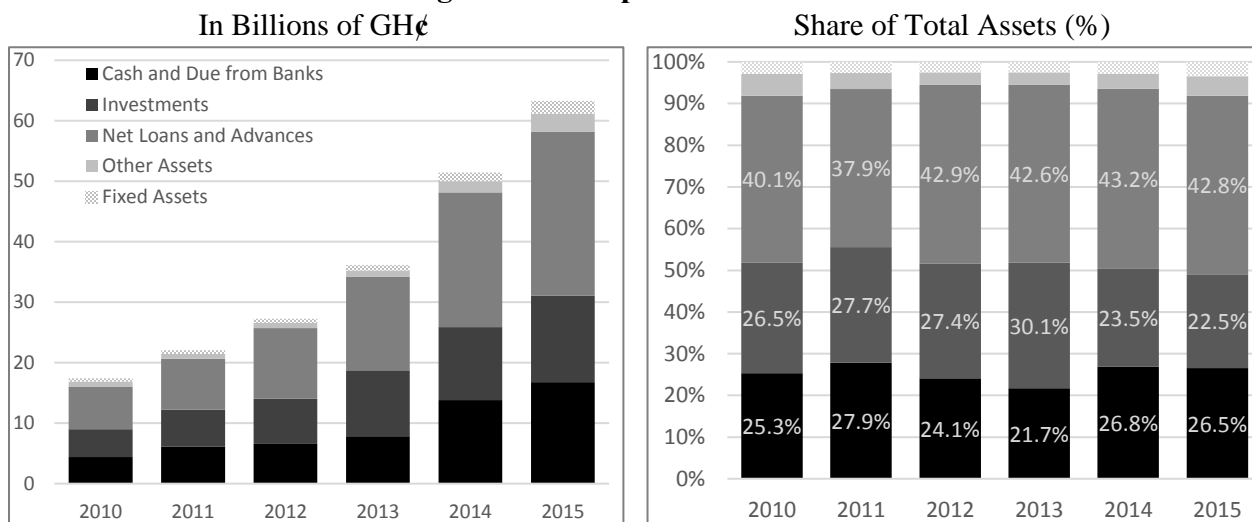 In Billions of GH¢
70
60
50
40
30
20
10
0
Cash and Due from Banks
Investments
Net Loans and Advances
Other Assets
Fixed Assets
2010 2011 2012 2013 2014 2015
Share of Total Assets (%)
100%
90%
80%
70%
60%
50%
40%
30%
20%
10%
0%
40.1% 37.9% 42.9% 42.6% 43.2% 42.8%
26.5% 27.7% 27.4% 30.1% 23.5% 22.5%
25.3% 27.9% 24.1% 21.7% 26.8% 26.5%
2010 2011 2012 2013 2014 2015